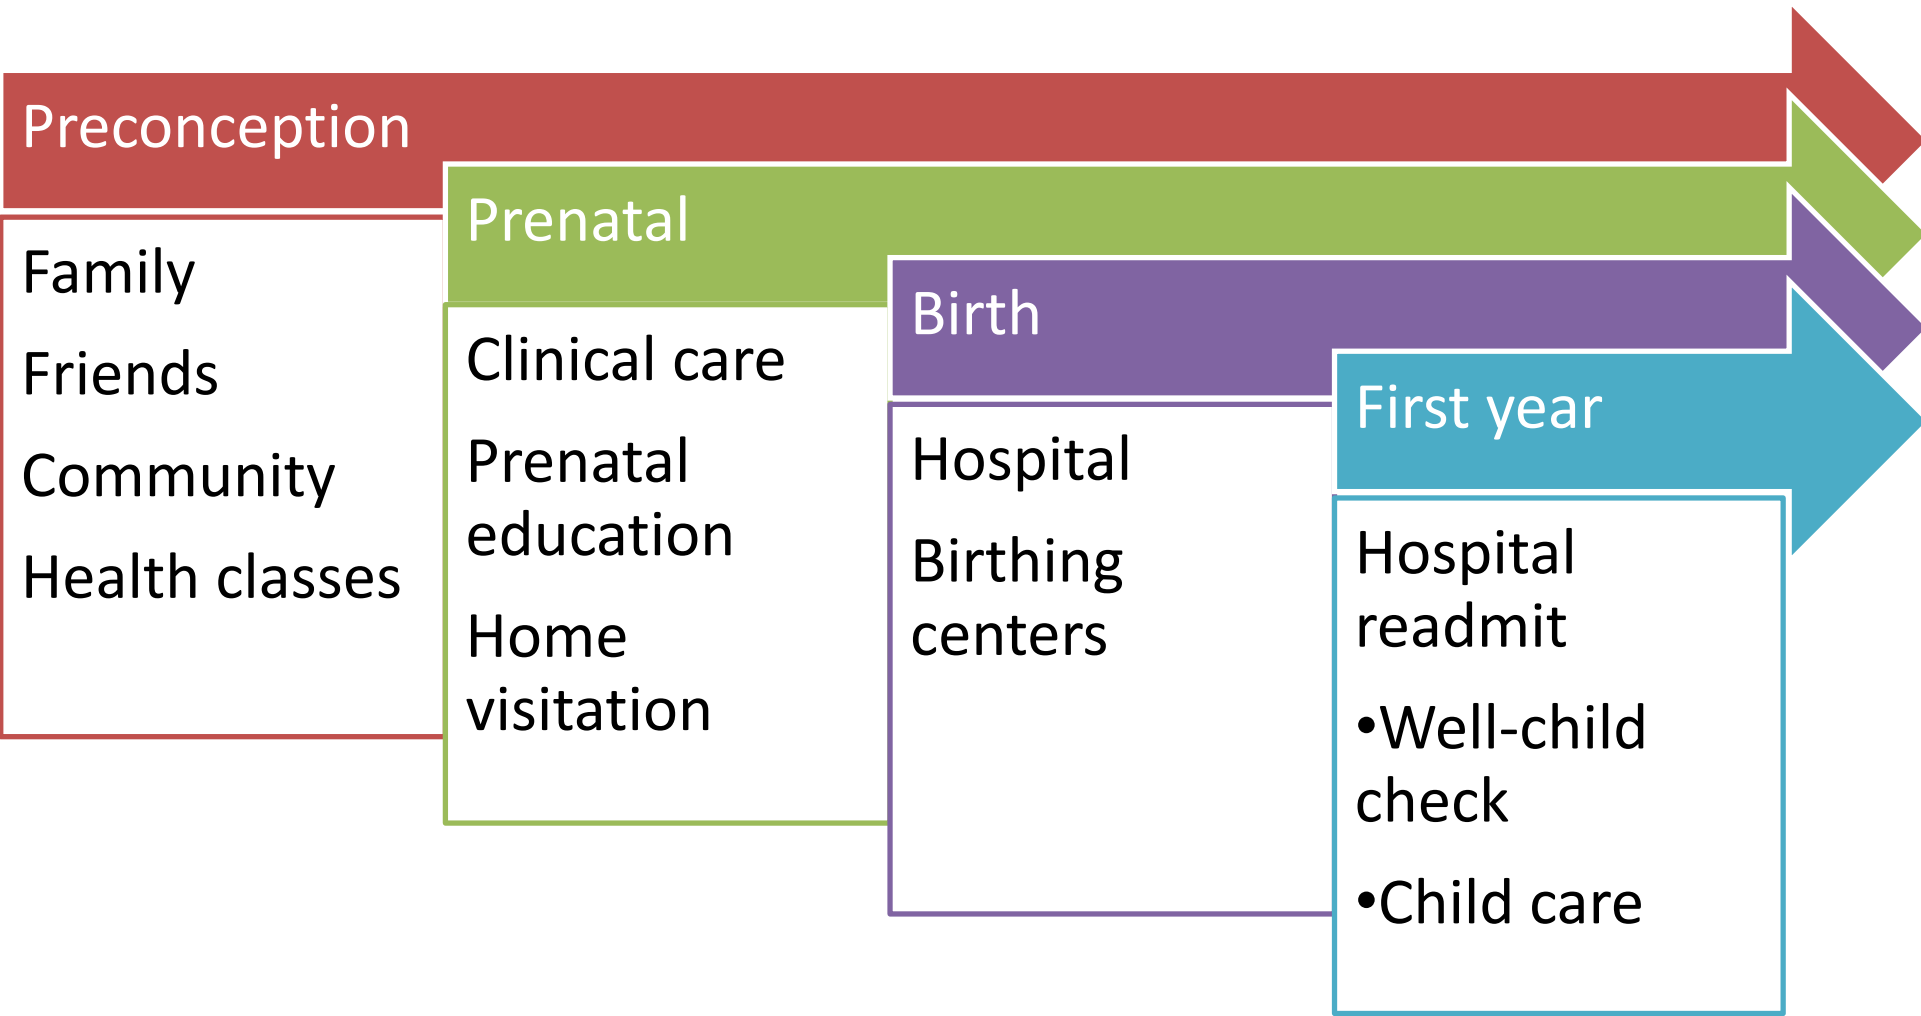 Preconception
Family
Friends
Community
Health classes
Prenatal
Clinical care
Prenatal
education
Home
visitation
Birth
Hospital
Birthing
centers
First year
Hospital
readmit
•Well-child
check
•Child care